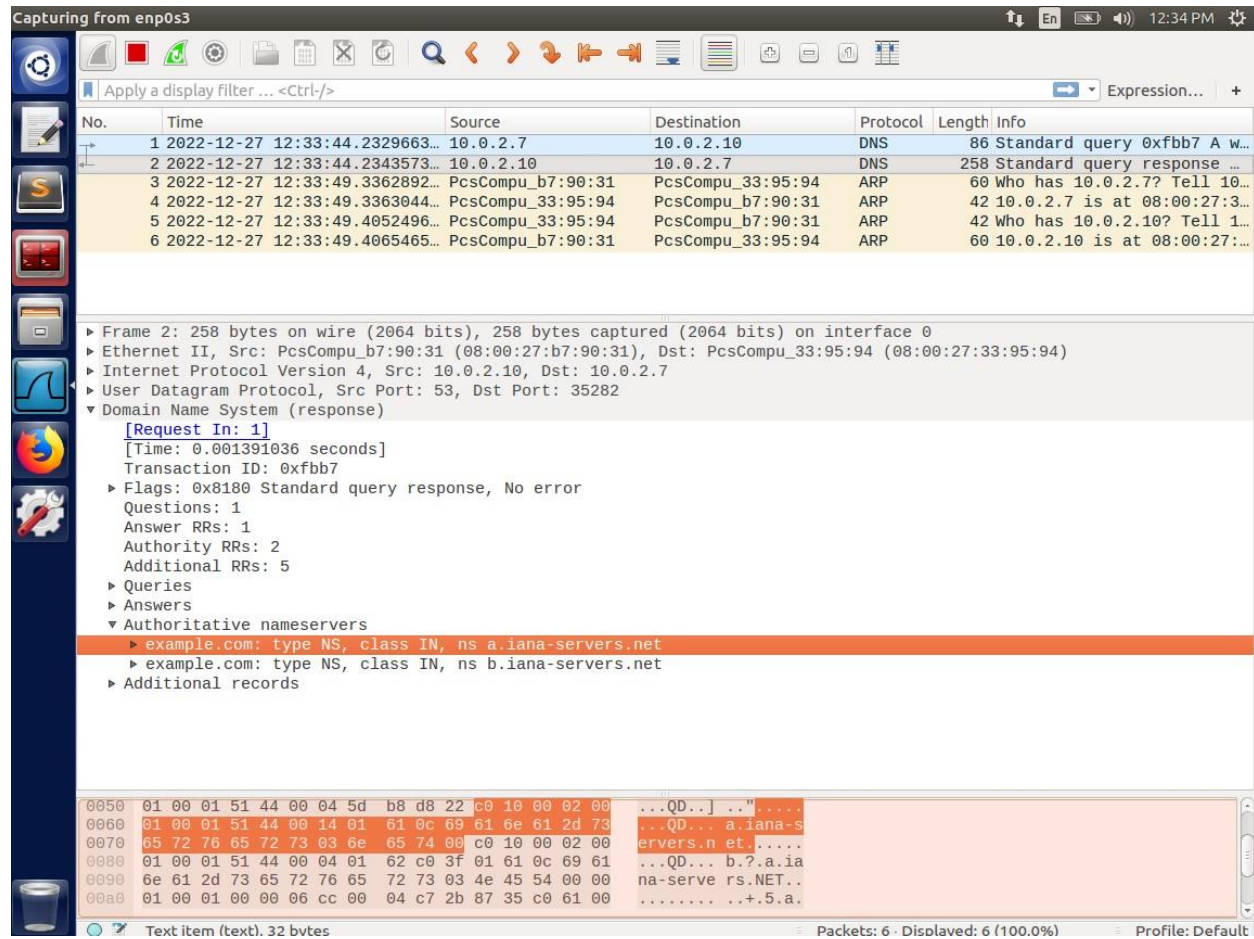 Capturing from enp0s3 En 12:34 PM
Apply a display filter … <Ctrl-/> Expression… +
No. Time Source Destination Protocol Length Info
1 2022-12-27 12:33:44.2329663… 10.0.2.7 10.0.2.10 DNS 86 Standard query 0xfbb7 A w…
2 2022-12-27 12:33:44.2343573… 10.0.2.10 10.0.2.7 DNS 258 Standard query response …
3 2022-12-27 12:33:49.3362892… PcsCompu_b7:90:31 PcsCompu_33:95:94 ARP 60 Who has 10.0.2.7? Tell 10…
4 2022-12-27 12:33:49.3363044… PcsCompu_33:95:94 PcsCompu_b7:90:31 ARP 42 10.0.2.7 is at 08:00:27:3…
5 2022-12-27 12:33:49.4052496… PcsCompu_33:95:94 PcsCompu_b7:90:31 ARP 42 Who has 10.0.2.10? Tell 1…
6 2022-12-27 12:33:49.4065465… PcsCompu_b7:90:31 PcsCompu_33:95:94 ARP 60 10.0.2.10 is at 08:00:27:…
Frame 2: 258 bytes on wire (2064 bits), 258 bytes captured (2064 bits) on interface 0
Ethernet II, Src: PcsCompu_b7:90:31 (08:00:27:b7:90:31), Dst: PcsCompu_33:95:94 (08:00:27:33:95:94)
Internet Protocol Version 4, Src: 10.0.2.10, Dst: 10.0.2.7
User Datagram Protocol, Src Port: 53, Dst Port: 35282
Domain Name System (response)
[Request In: 1]
[Time: 0.001391036 seconds]
Transaction ID: 0xfbb7
Flags: 0x8180 Standard query response, No error
Questions: 1
Answer RRs: 1
Authority RRs: 2
Additional RRs: 5
Queries
Answers
Authoritative nameservers
example.com: type NS, class IN, ns a.iana-servers.net
example.com: type NS, class IN, ns b.iana-servers.net
Additional records
0050 01 00 01 51 44 00 04 5d b8 d8 22 c0 10 00 02 00 ...QD..] ..".....
0060 01 00 01 51 44 00 14 01 61 0c 69 61 6e 61 2d 73 ...QD... a.iana-s
0070 65 72 76 65 72 73 03 6e 65 74 00 c0 10 00 02 00 ervers.n et......
0080 01 00 01 51 44 00 04 01 62 c0 3f 01 61 0c 69 61 ...QD... b.?.a.ia
0090 6e 61 2d 73 65 72 76 65 72 73 03 4e 45 54 00 00 na-serve rs.NET..
00a0 01 00 01 00 00 06 cc 00 04 c7 2b 87 35 c0 61 00 ........ ..+.5.a.
Text item (text), 32 bytes Packets: 6 · Displayed: 6 (100.0%) Profile: Default